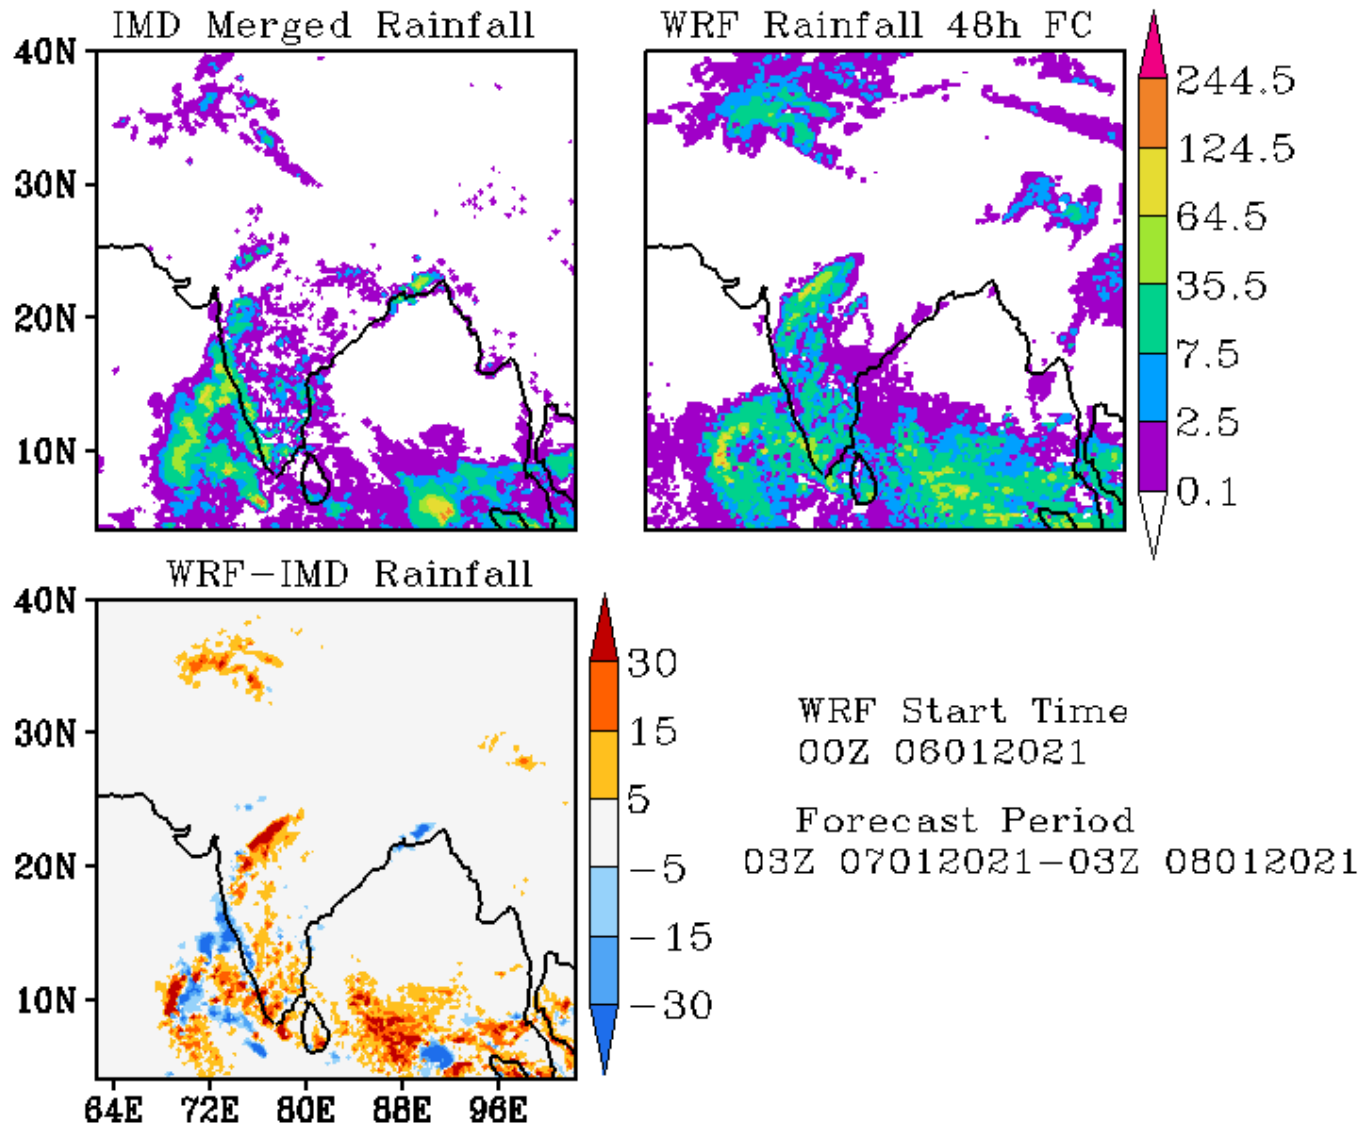 IMD Merged Rainfall
WRF Rainfall 48h FC
40N
30N
20N
10N
244.5
124.5
64.5
35.5
7.5
2.5
0.1
WRF-IMD Rainfall
40N
30N
20N
10N
64E 72E 80E 88E 96E
30
15
5
-5
-15
-30
WRF Start Time
00Z 06012021
Forecast Period
03Z 07012021-03Z 08012021